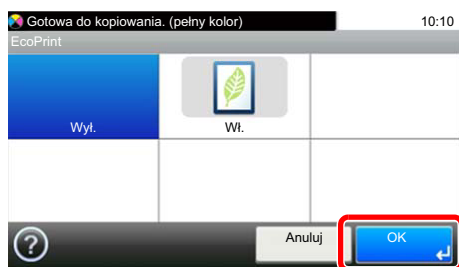 Gotowa do kopiowania. (pełny kolor) 10:10
EcoPrint
Wył. Wł.
? Anuluj OK